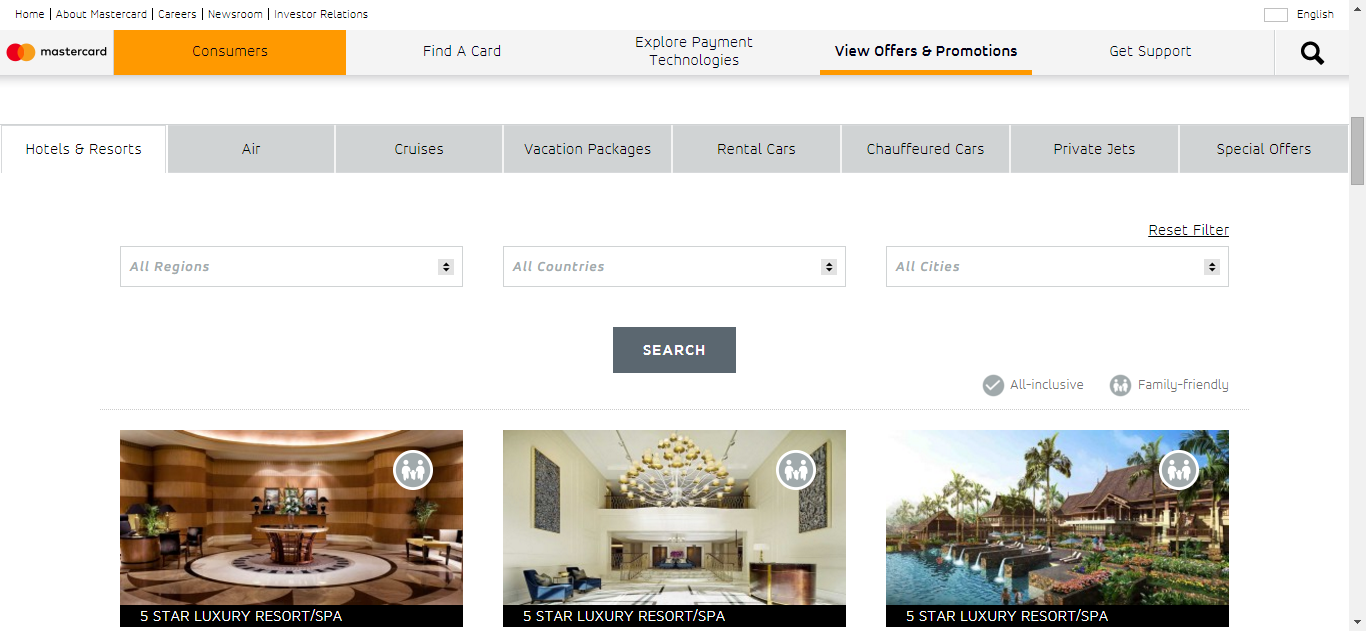 Home | About Mastercard | Careers | Newsroom | Investor Relations
English
mastercard
Consumers
Find A Card
Explore Payment
Technologies
View Offers & Promotions
Get Support
Hotels & Resorts
Air
Cruises
Vacation Packages
Rental Cars
Chauffeured Cars
Private Jets
Special Offers
Reset Filter
All Regions
All Countries
All Cities
SEARCH
All-inclusive
Family-friendly
5 STAR LUXURY RESORT/SPA
5 STAR LUXURY RESORT/SPA
5 STAR LUXURY RESORT/SPA